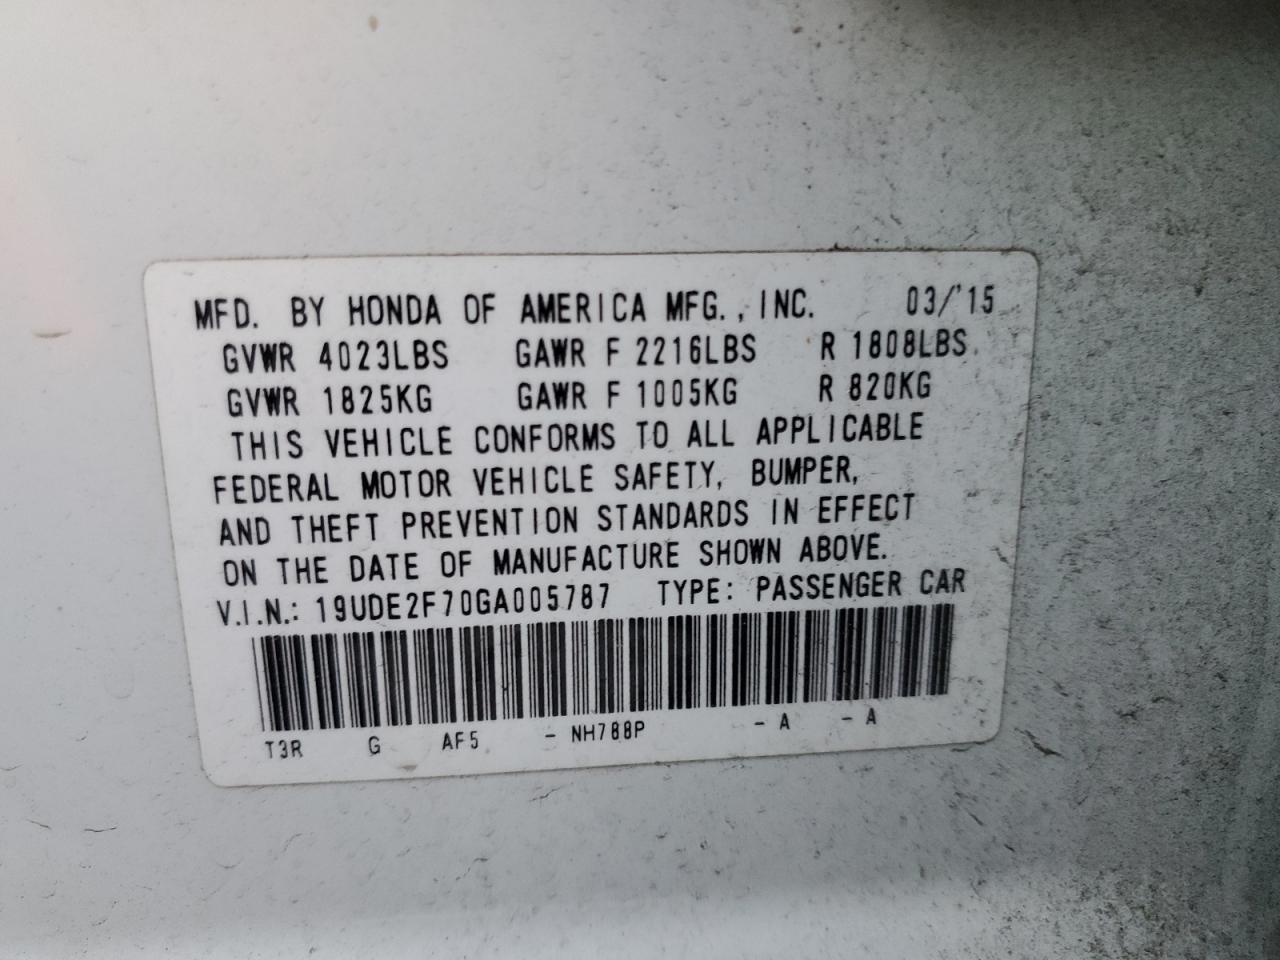 MFD. BY HONDA OF AMERICA MFG., INC. 03/'15
GVWR 4023LBS GAWR F 2216LBS R 1808LBS
GVWR 1825KG GAWR F 1005KG R 820KG
THIS VEHICLE CONFORMS TO ALL APPLICABLE
FEDERAL MOTOR VEHICLE SAFETY, BUMPER,
AND THEFT PREVENTION STANDARDS IN EFFECT
ON THE DATE OF MANUFACTURE SHOWN ABOVE.
V.I.N.: 19UDE2F70GA005787 TYPE: PASSENGER CAR
T3R G AF5 - NH788P - A - A